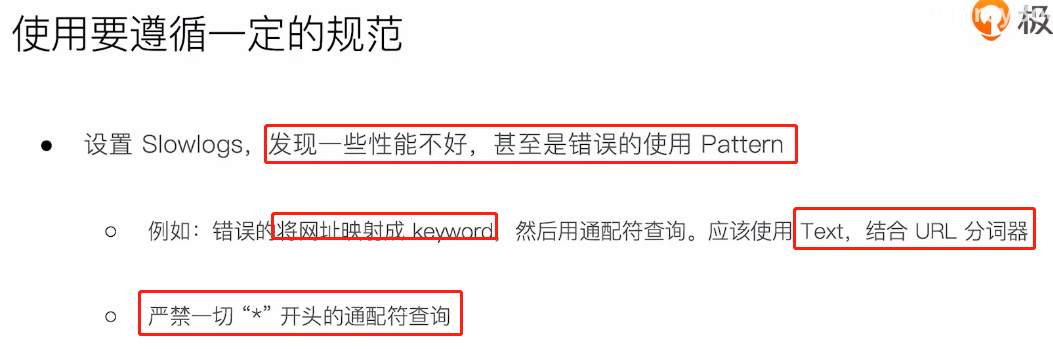 使用要遵循一定的规范
极
设置 Slowlogs，发现一些性能不好，甚至是错误的使用 Pattern
例如：错误的将网址映射成 keyword，然后用通配符查询。应该使用 Text，结合 URL 分词器
严禁一切 “*” 开头的通配符查询